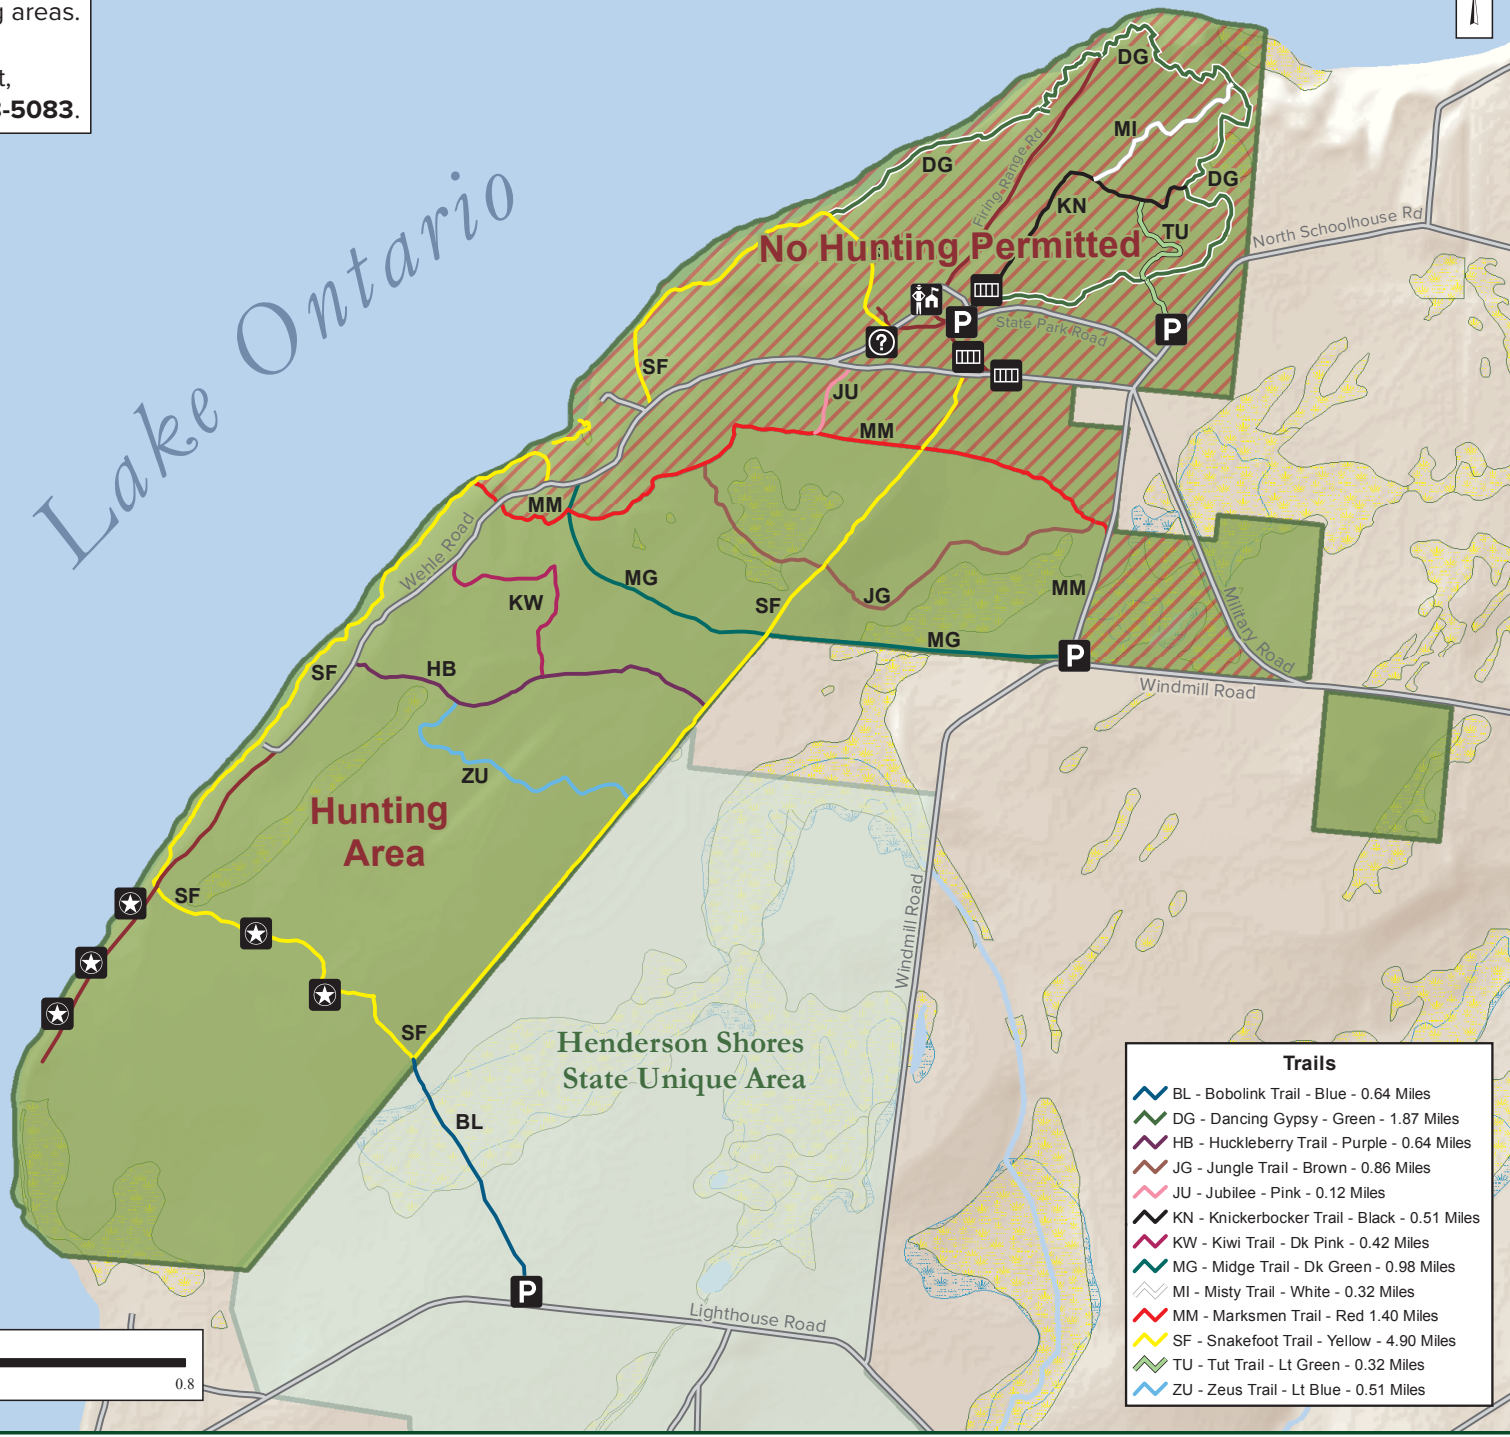 g areas.
t,
3-5083.
Lake Ontario
DG
MI
DG
DG
KN
TU
Firing Range Rd
North Schoolhouse Rd
No Hunting Permitted
P
P
State Park Road
?
SF
JU
MM
MM
Wehle Road
MG
KW
SF
JG
MM
MG
Military Road
P
Windmill Road
SF
HB
ZU
Hunting
Area
SF
SF
Windmill Road
Henderson Shores
State Unique Area
BL
P
Lighthouse Road
0.8
Trails
BL - Bobolink Trail - Blue - 0.64 Miles
DG - Dancing Gypsy - Green - 1.87 Miles
HB - Huckleberry Trail - Purple - 0.64 Miles
JG - Jungle Trail - Brown - 0.86 Miles
JU - Jubilee - Pink - 0.12 Miles
KN - Knickerbocker Trail - Black - 0.51 Miles
KW - Kiwi Trail - Dk Pink - 0.42 Miles
MG - Midge Trail - Dk Green - 0.98 Miles
MI - Misty Trail - White - 0.32 Miles
MM - Marksmen Trail - Red 1.40 Miles
SF - Snakefoot Trail - Yellow - 4.90 Miles
TU - Tut Trail - Lt Green - 0.32 Miles
ZU - Zeus Trail - Lt Blue - 0.51 Miles